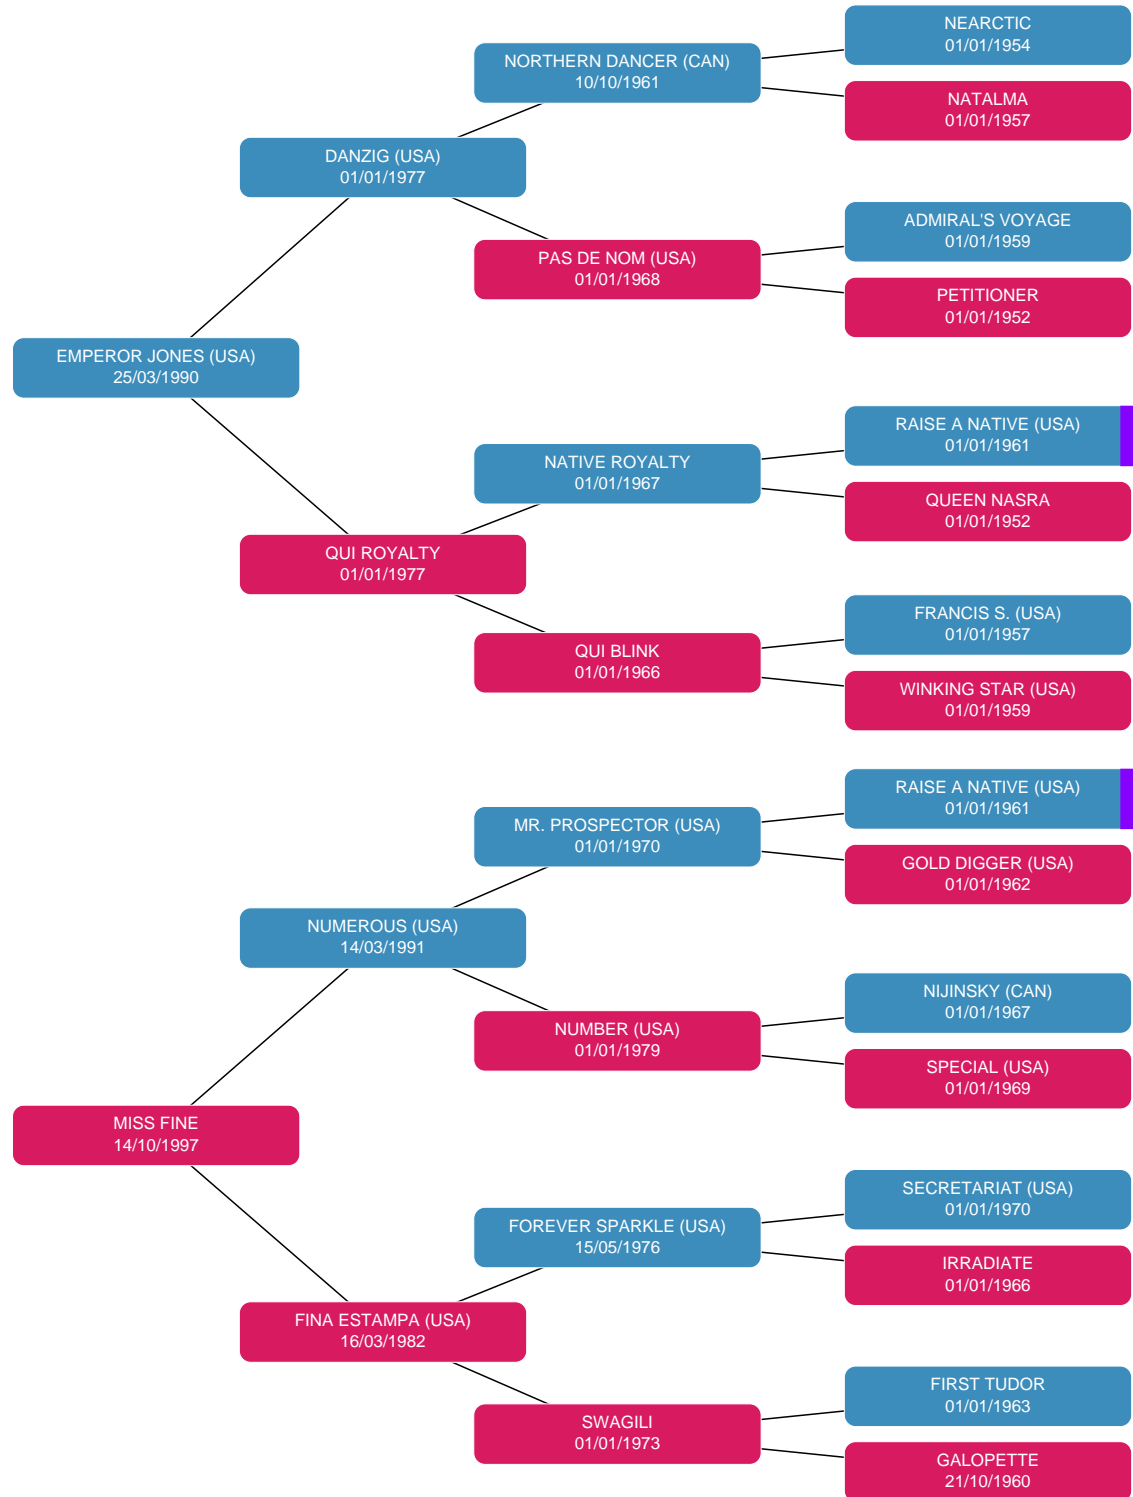 NEARCTIC
01/01/1954
NORTHERN DANCER (CAN)
10/10/1961
NATALMA
01/01/1957
DANZIG (USA)
01/01/1977
ADMIRAL'S VOYAGE
01/01/1959
PAS DE NOM (USA)
01/01/1968
PETITIONER
01/01/1952
EMPEROR JONES (USA)
25/03/1990
RAISE A NATIVE (USA)
01/01/1961
NATIVE ROYALTY
01/01/1967
QUEEN NASRA
01/01/1952
QUI ROYALTY
01/01/1977
FRANCIS S. (USA)
01/01/1957
QUI BLINK
01/01/1966
WINKING STAR (USA)
01/01/1959
RAISE A NATIVE (USA)
01/01/1961
MR. PROSPECTOR (USA)
01/01/1970
GOLD DIGGER (USA)
01/01/1962
NUMEROUS (USA)
14/03/1991
NIJINSKY (CAN)
01/01/1967
NUMBER (USA)
01/01/1979
SPECIAL (USA)
01/01/1969
MISS FINE
14/10/1997
SECRETARIAT (USA)
01/01/1970
FOREVER SPARKLE (USA)
15/05/1976
IRRADIATE
01/01/1966
FINA ESTAMPA (USA)
16/03/1982
FIRST TUDOR
01/01/1963
SWAGILI
01/01/1973
GALOPETTE
21/10/1960